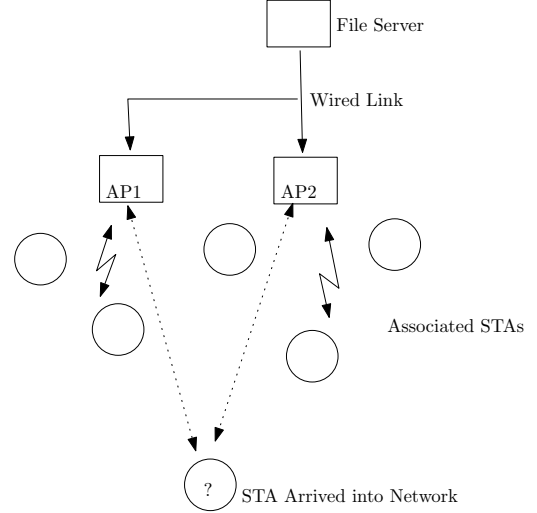 File Server
Wired Link
AP1
AP2
Associated STAs
?
STA Arrived into Network